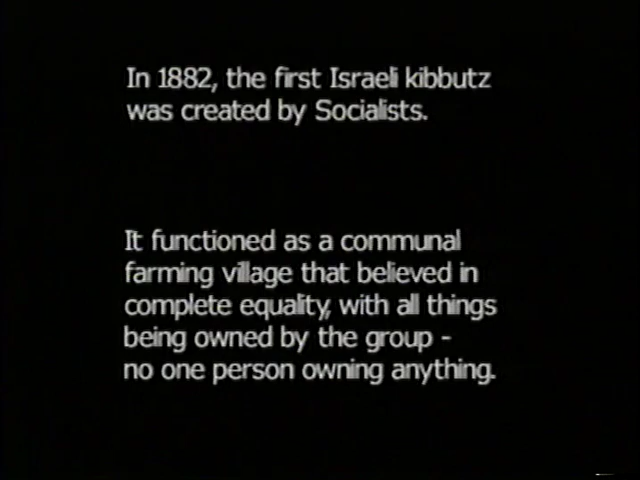 In 1882, the first Israeli kibbutz
was created by Socialists.
It functioned as a communal
farming village that believed in
complete equality, with all things
being owned by the group -
no one person owning anything.